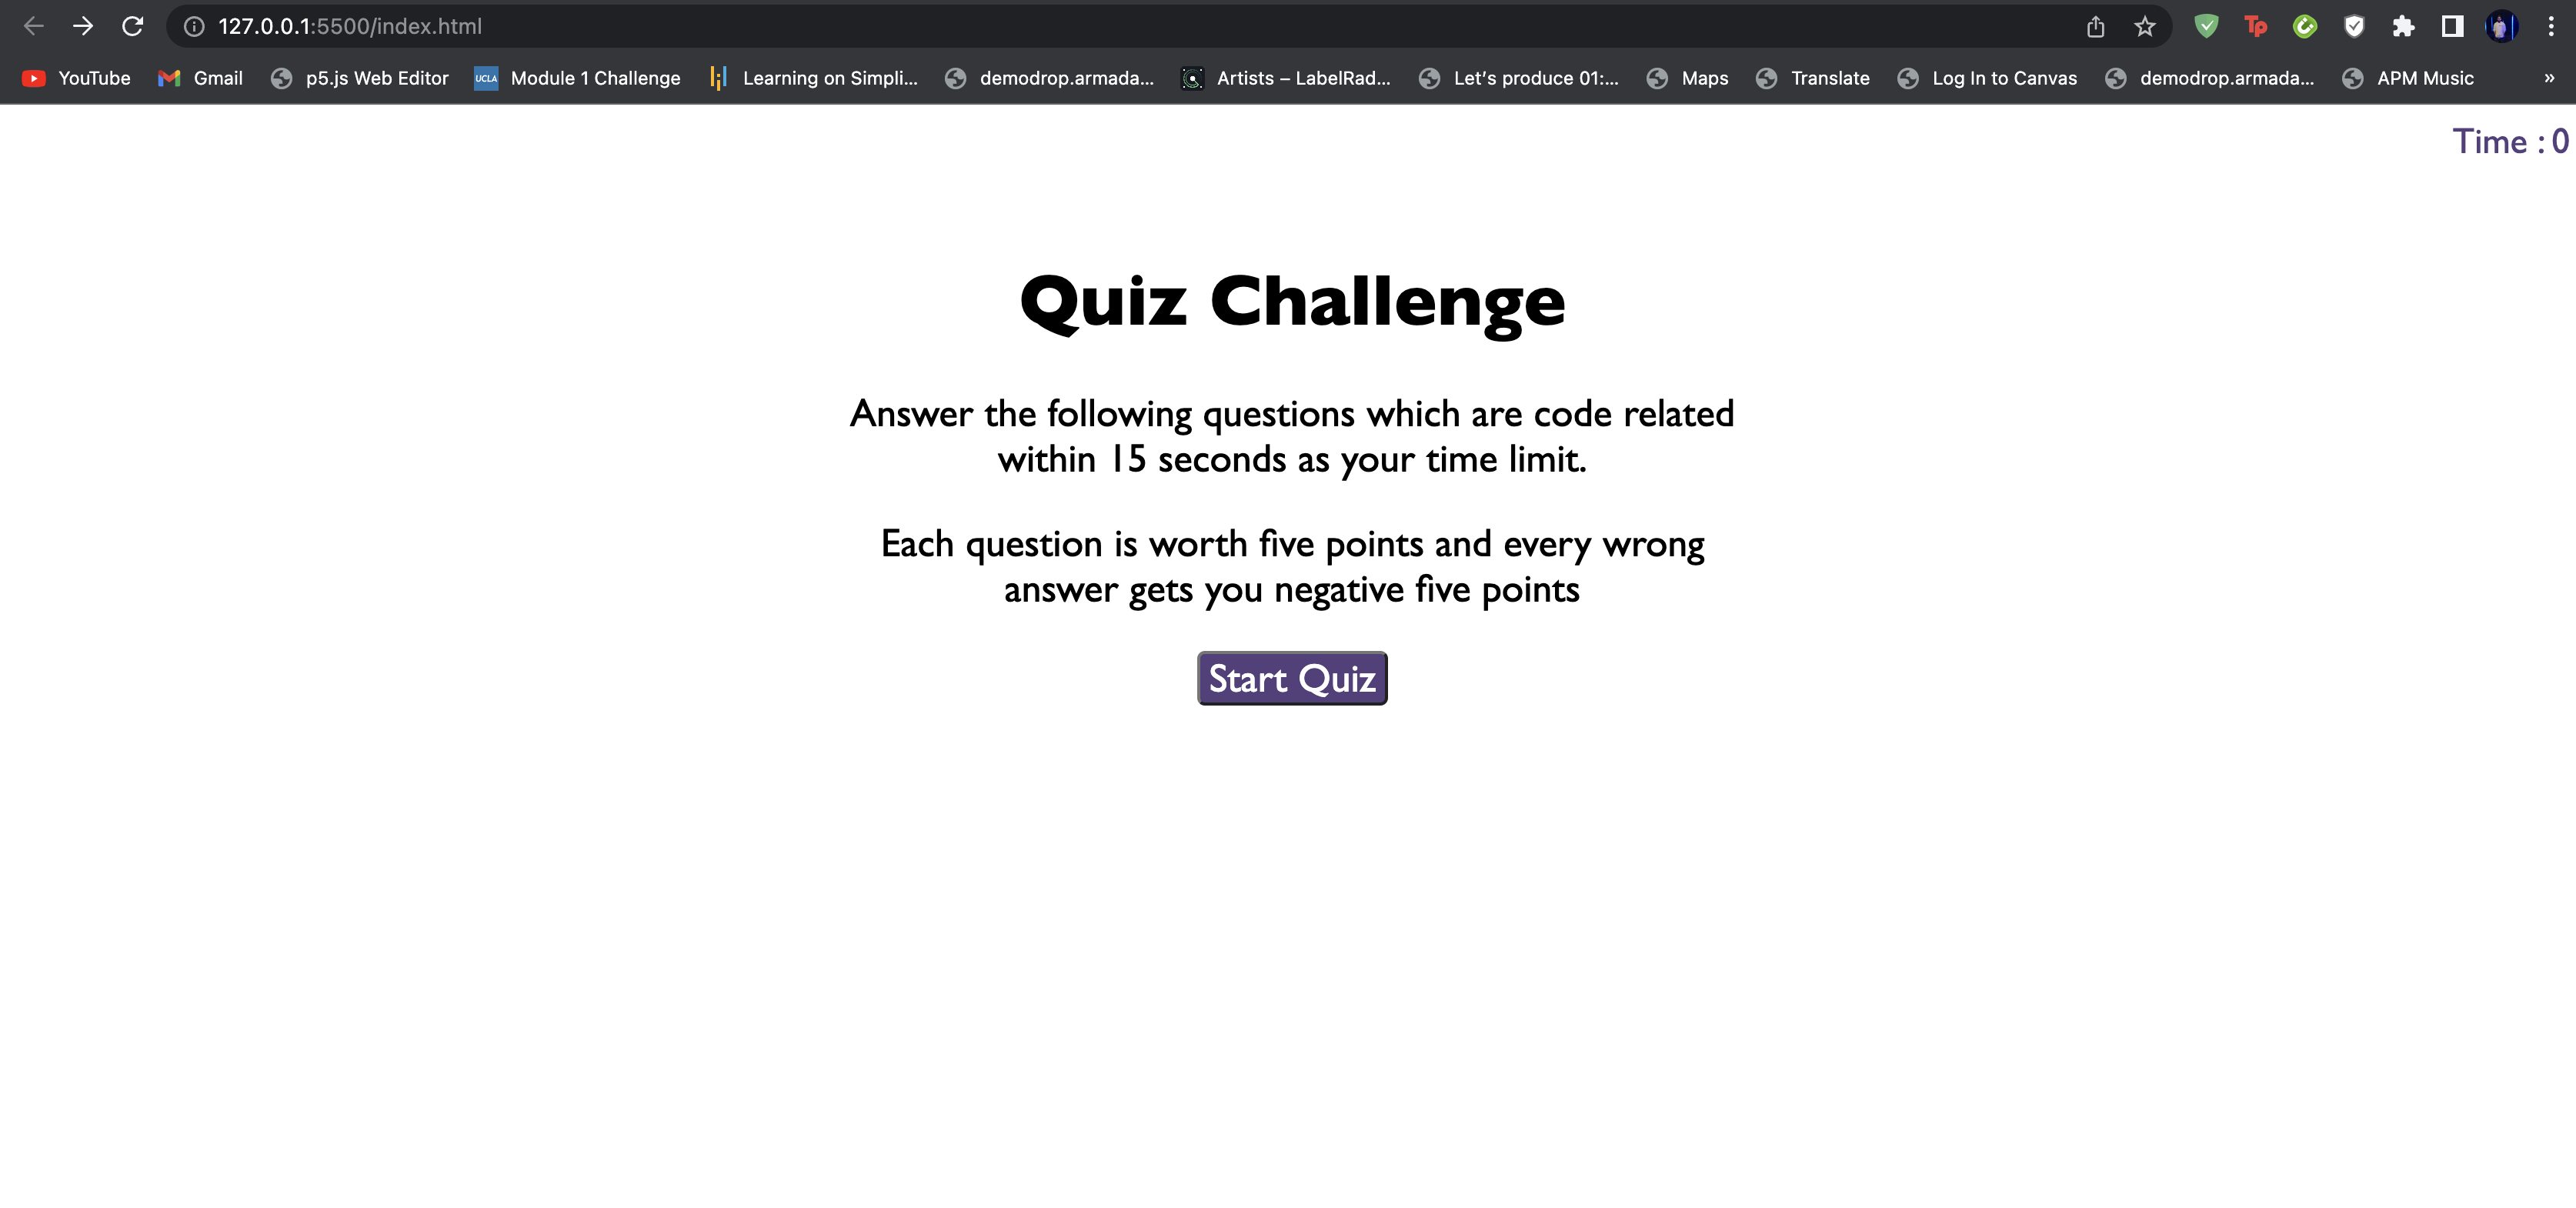 127.0.0.1:5500/index.html
YouTube Gmail p5.js Web Editor UCLA Module 1 Challenge Learning on Simpli... demodrop.armada... Artists – LabelRad... Let's produce 01:... Maps Translate Log In to Canvas demodrop.armada... APM Music »
Time : 0
Quiz Challenge
Answer the following questions which are code related
within 15 seconds as your time limit.
Each question is worth five points and every wrong
answer gets you negative five points
Start Quiz